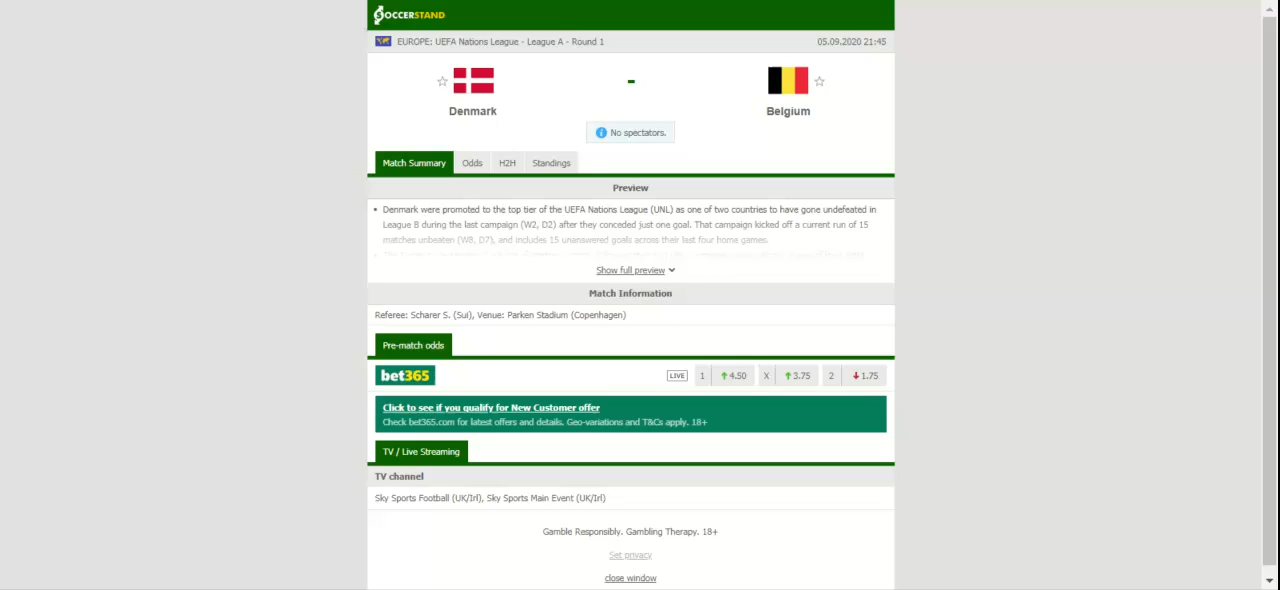 SOCCERSTAND
EUROPE: UEFA Nations League - League A - Round 1
05.09.2020 21:45
-
Denmark
Belgium
i No spectators.
Match Summary
Odds
H2H
Standings
Preview
• Denmark were promoted to the top tier of the UEFA Nations League (UNL) as one of two countries to have gone undefeated in
League B during the last campaign (W2, D2) after they conceded just one goal. That campaign kicked off a current run of 15
matches unbeaten (W8, D7), and includes 15 unanswered goals across their last four home games.
Show full preview
Match Information
Referee: Scharer S. (Sui), Venue: Parken Stadium (Copenhagen)
Pre-match odds
bet365
LIVE
1 4.50
X 3.75
2 1.75
Click to see if you qualify for New Customer offer
Check bet365.com for latest offers and details. Geo-variations and T&Cs apply. 18+
TV / Live Streaming
TV channel
Sky Sports Football (UK/Irl), Sky Sports Main Event (UK/Irl)
Gamble Responsibly. Gambling Therapy. 18+
Set privacy
close window